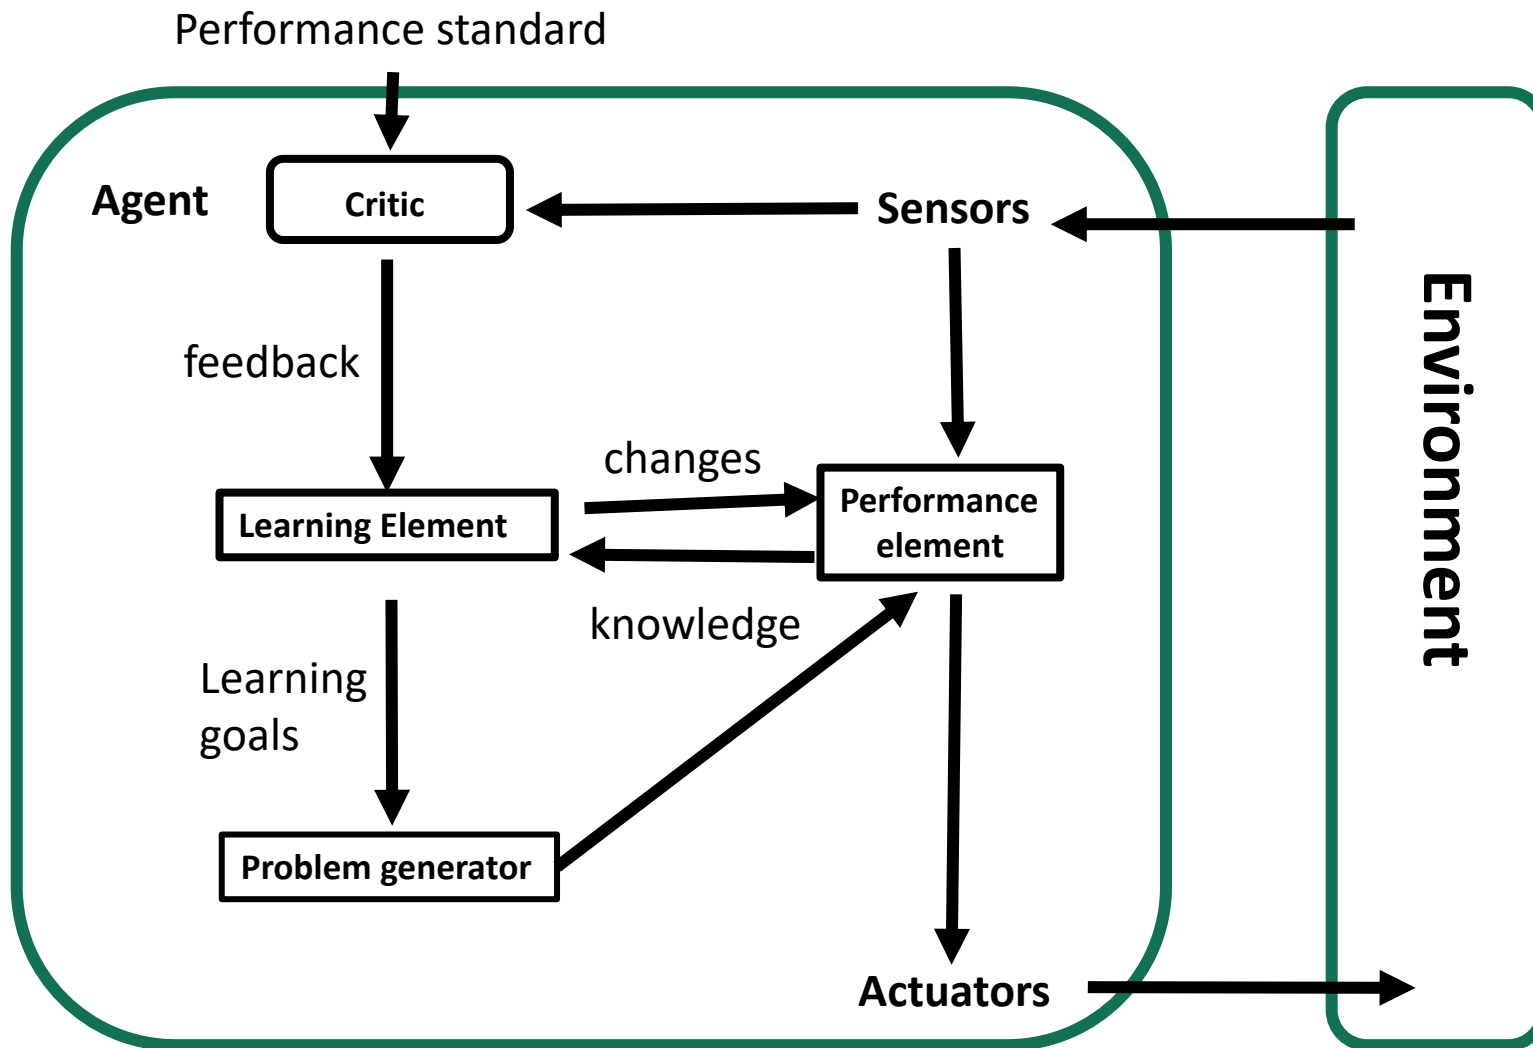 Performance standard
Agent
Critic
Sensors
Environment
feedback
changes
Learning Element
Performance
element
knowledge
Learning
goals
Problem generator
Actuators